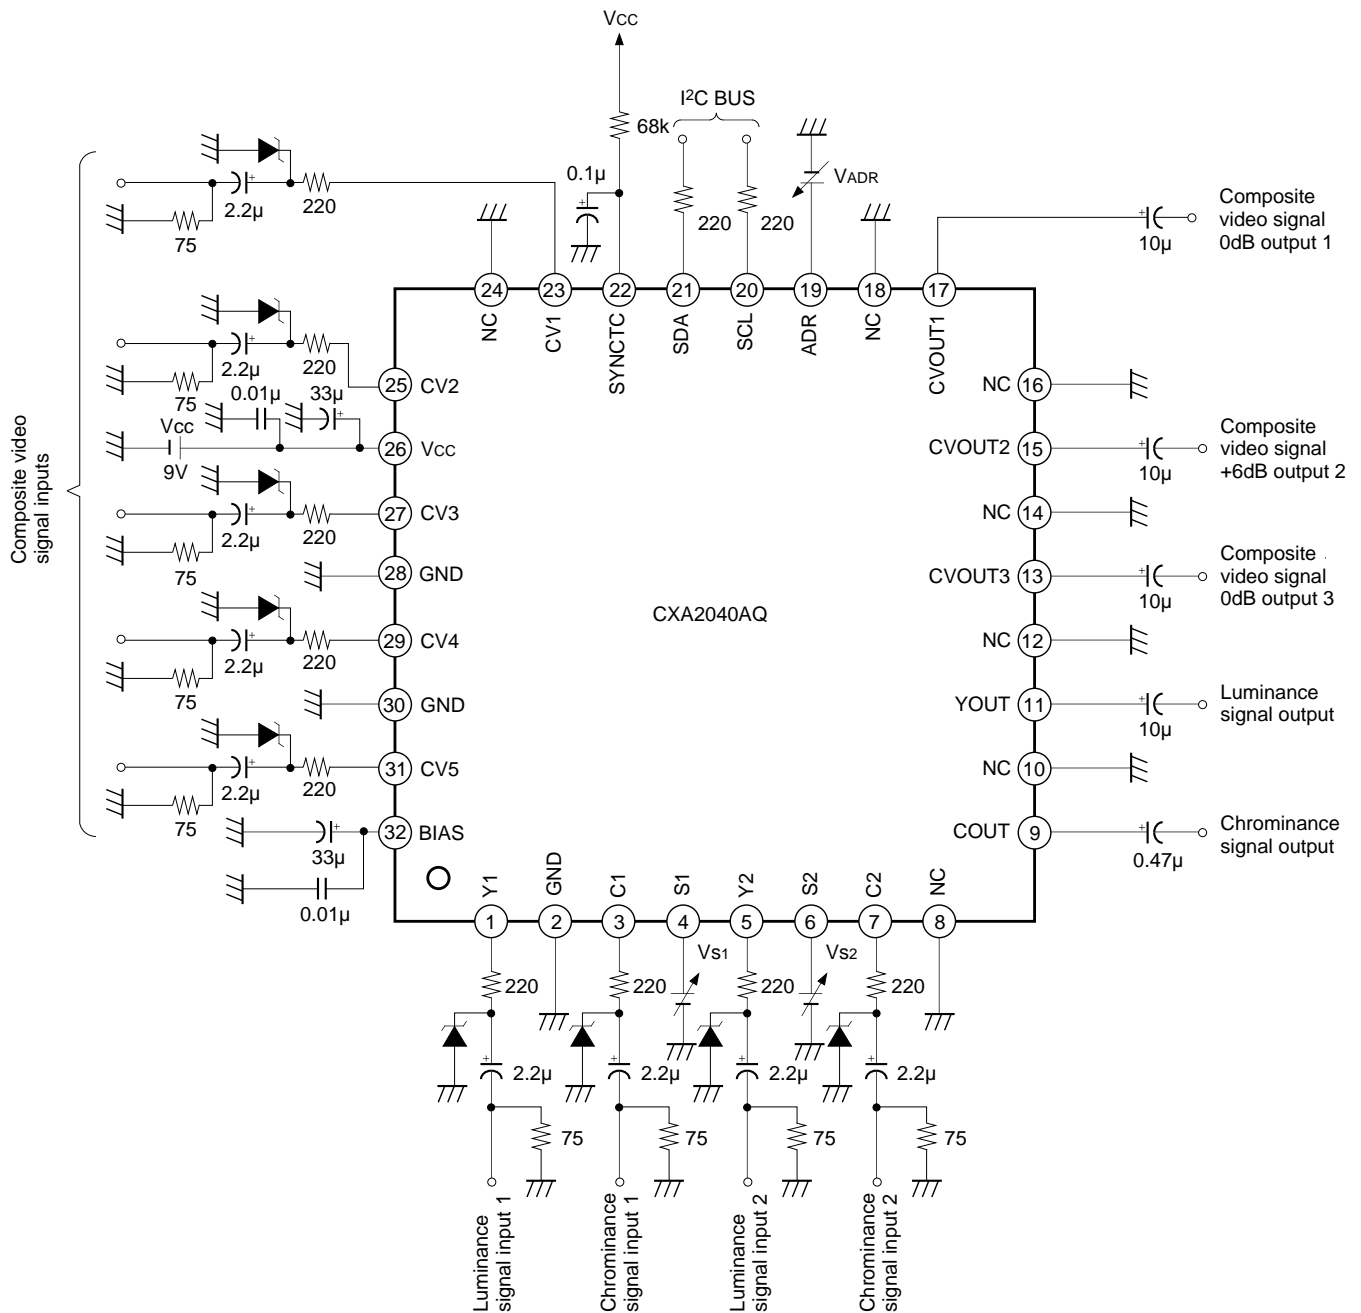 Vcc
I²C BUS
68k
0.1µ
VADR
220
220
2.2µ
220
75
Composite
video signal
0dB output 1
10µ
24
23
22
21
20
19
18
17
NC
CV1
SYNCTC
SDA
SCL
ADR
NC
CVOUT1
2.2µ
220
75
25
CV2
NC
16
0.01µ
33µ
Vcc
9V
26
Vcc
CVOUT2
15
10µ
Composite
video signal
+6dB output 2
Composite video
signal inputs
2.2µ
220
75
27
CV3
NC
14
28
GND
CVOUT3
13
10µ
Composite
video signal
0dB output 3
CXA2040AQ
2.2µ
220
75
29
CV4
NC
12
30
GND
YOUT
11
10µ
Luminance
signal output
2.2µ
220
75
31
CV5
NC
10
33µ
32
BIAS
COUT
9
0.47µ
Chrominance
signal output
0.01µ
Y1
GND
C1
S1
Y2
S2
C2
NC
1
2
3
4
5
6
7
8
Vs1
Vs2
220
220
220
220
2.2µ
2.2µ
2.2µ
2.2µ
75
75
75
75
Luminance
signal input 1
Chrominance
signal input 1
Luminance
signal input 2
Chrominance
signal input 2